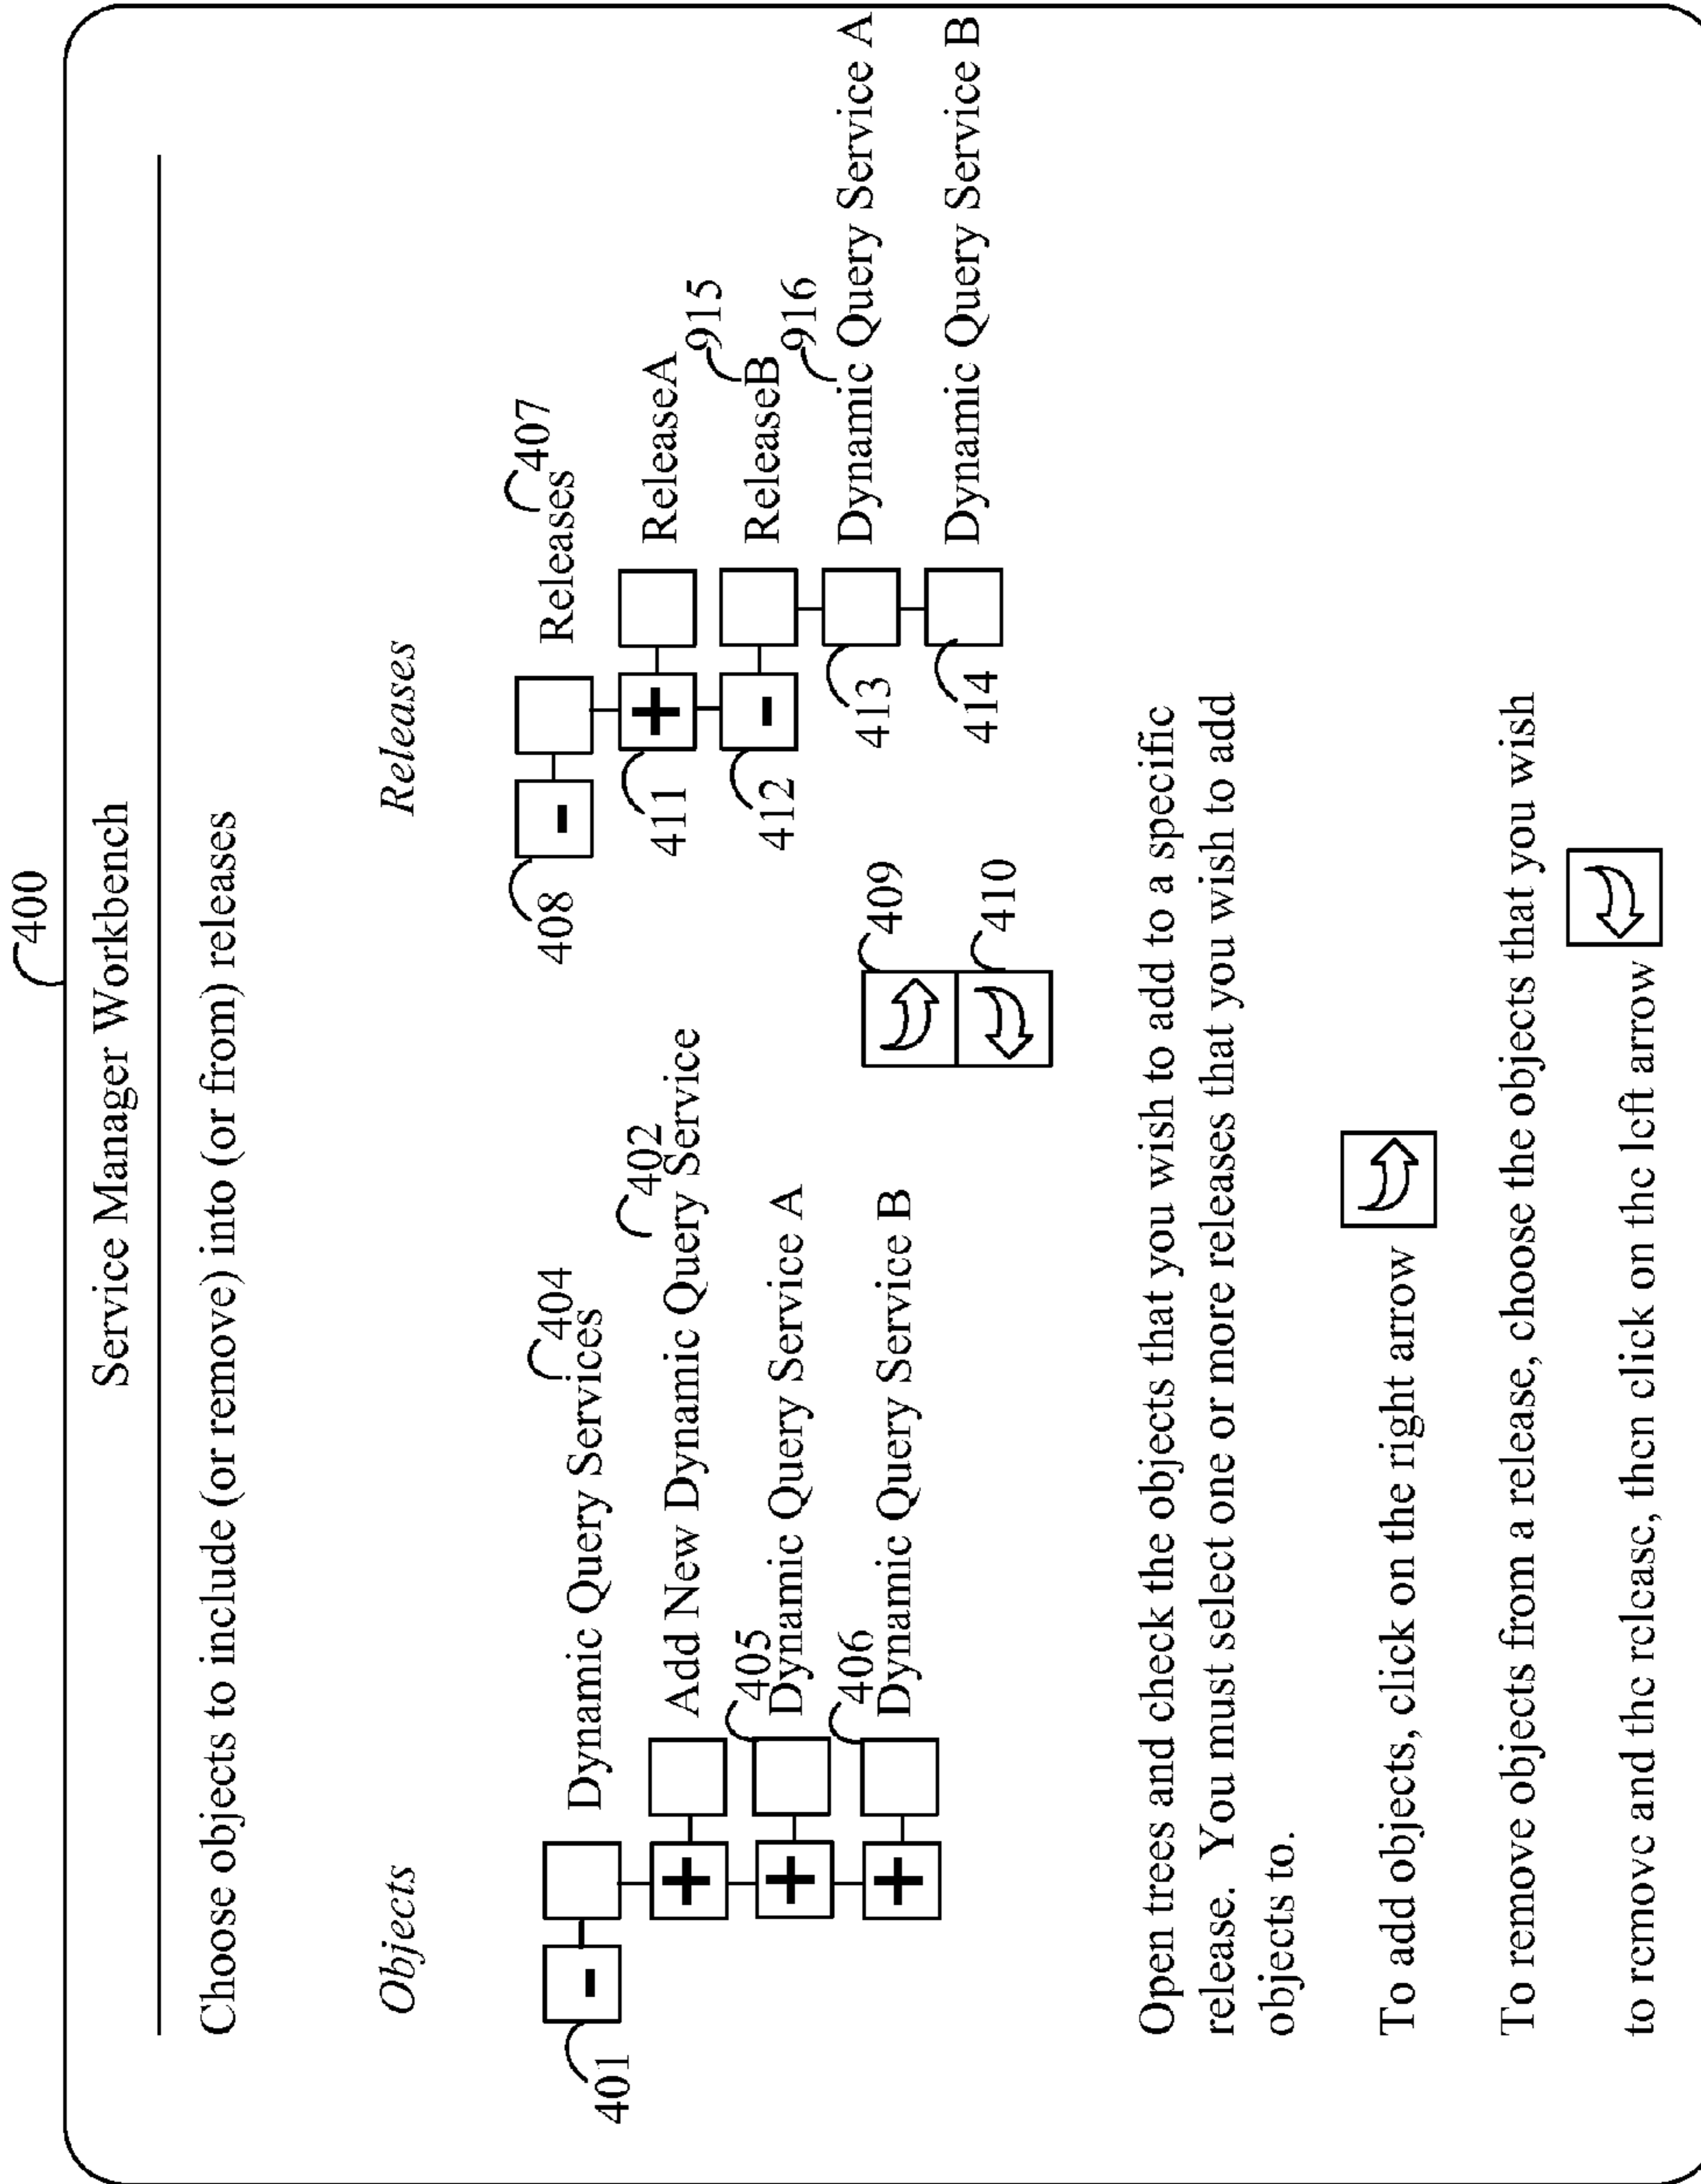 400
Service Manager Workbench
Choose objects to include (or remove) into (or from) releases
Objects
Releases
401
Dynamic Query Services
404
Add New Dynamic Query Service
402
405
Dynamic Query Service A
406
Dynamic Query Service B
408
Releases
407
411
ReleaseA
412
ReleaseB
915
413
Dynamic Query Service A
916
414
Dynamic Query Service B
409
410
Open trees and check the objects that you wish to add to a specific
release. You must select one or more releases that you wish to add
objects to.
To add objects, click on the right arrow
To remove objects from a release, choose the objects that you wish
to remove and the release, then click on the left arrow